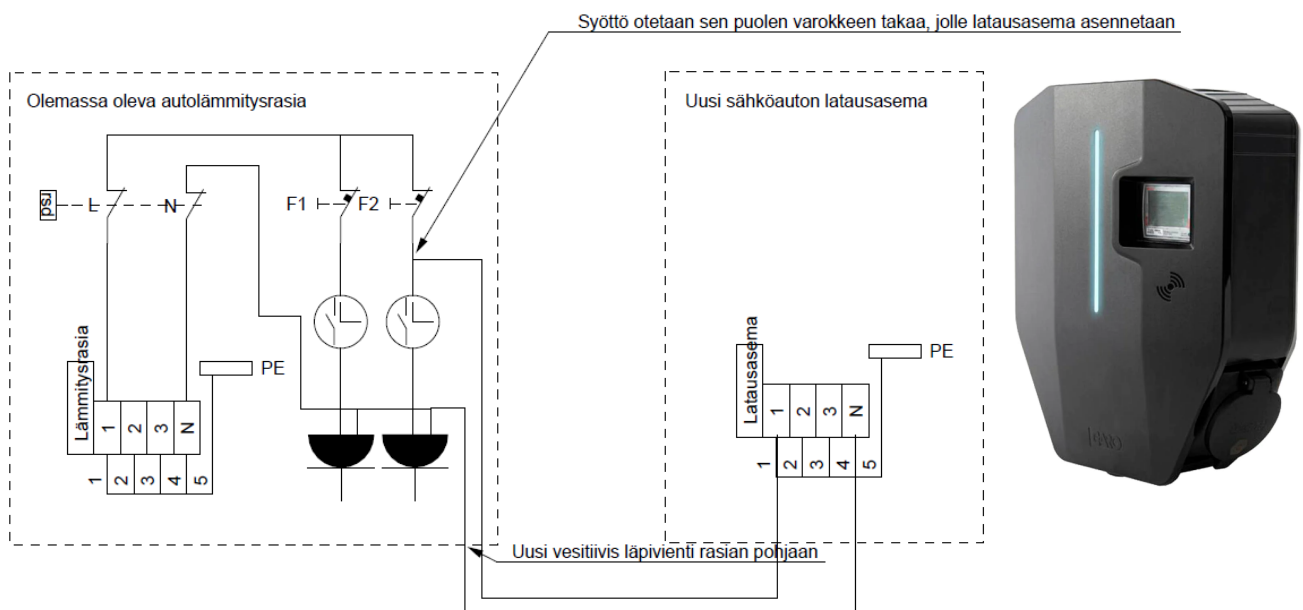 Syöttö otetaan sen puolen varokkeen takaa, jolle latausasema asennetaan
Olemassa oleva autolämmitysrasia
Uusi sähköauton latausasema
rsd
L
N
F1
F2
Lämmitysrasia
PE
1
2
3
N
1
2
3
4
5
Latausasema
PE
1
2
3
N
1
2
3
4
5
Uusi vesitiivis läpivienti rasian pohjaan